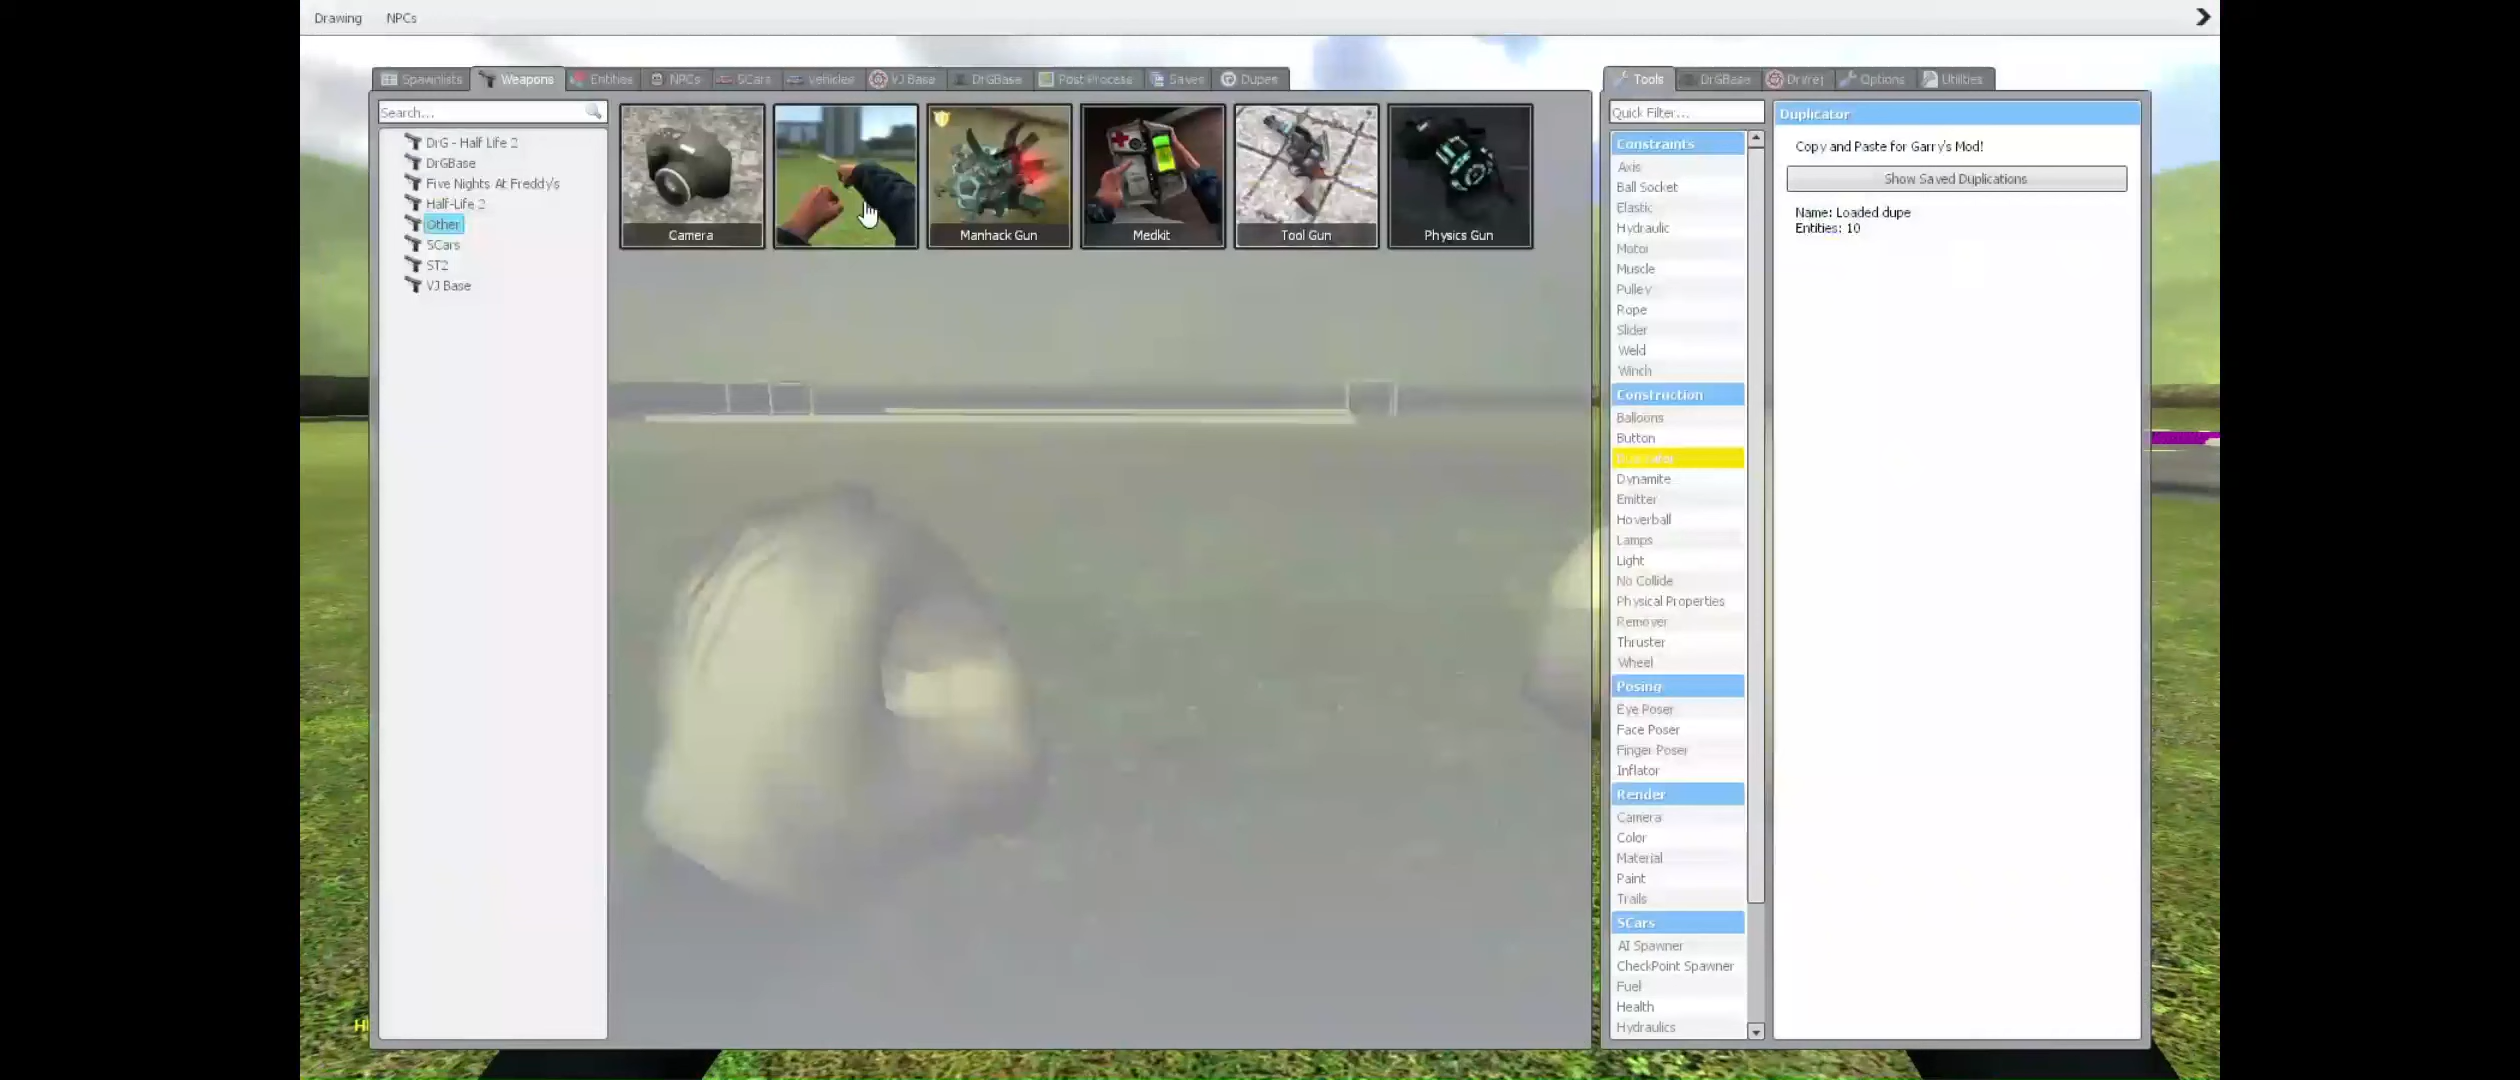 Drawing NPCs
Spawnlists Weapons Entities NPCs SCars Vehicles VJ Base DrGBase Post Process Saves Dupes
Search...
DrG - Half Life 2
DrGBase
Five Nights At Freddy's
Half-Life 2
Other
SCars
ST2
VJ Base
Camera
Manhack Gun
Medkit
Tool Gun
Physics Gun
Tools DrGBase DrVrej Options Utilities
Quick Filter...
Constraints
Axis
Ball Socket
Elastic
Hydraulic
Motor
Muscle
Pulley
Rope
Slider
Weld
Winch
Construction
Balloons
Button
Duplicator
Dynamite
Emitter
Hoverball
Lamps
Light
No Collide
Physical Properties
Remover
Thruster
Wheel
Posing
Eye Poser
Face Poser
Finger Poser
Inflator
Render
Camera
Color
Material
Paint
Trails
SCars
AI Spawner
CheckPoint Spawner
Fuel
Health
Hydraulics
Duplicator
Copy and Paste for Garry's Mod!
Show Saved Duplications
Name: Loaded dupe
Entities: 10